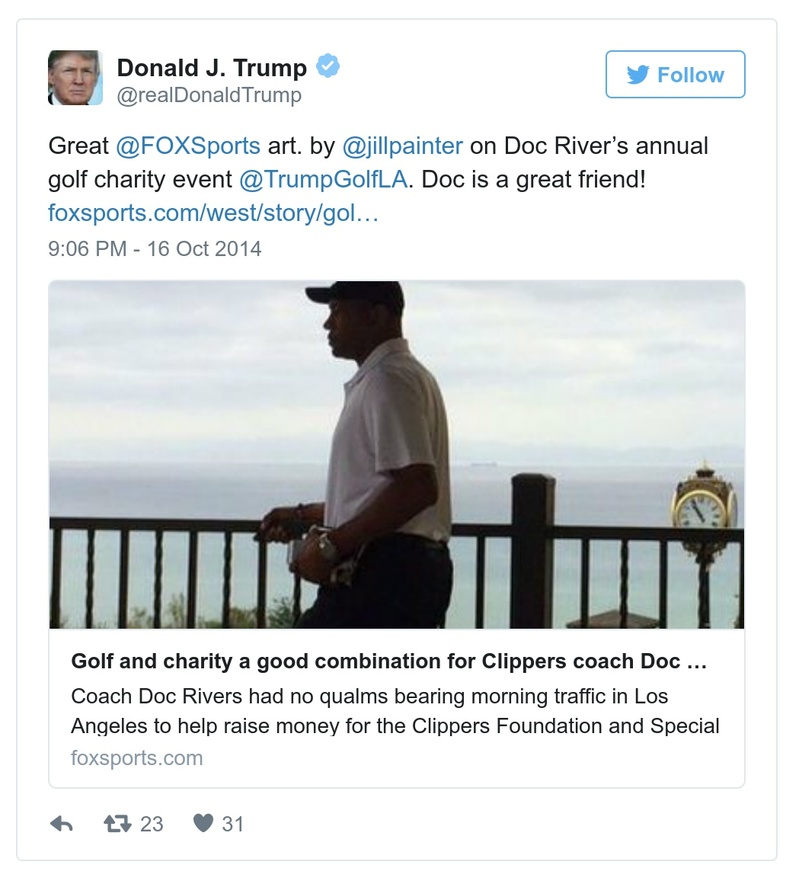 Donald J. Trump
@realDonaldTrump
Follow
Great @FOXSports art. by @jillpainter on Doc River’s annual
golf charity event @TrumpGolfLA. Doc is a great friend!
foxsports.com/west/story/gol…
9:06 PM - 16 Oct 2014
Golf and charity a good combination for Clippers coach Doc …
Coach Doc Rivers had no qualms bearing morning traffic in Los
Angeles to help raise money for the Clippers Foundation and Special
foxsports.com
23
31